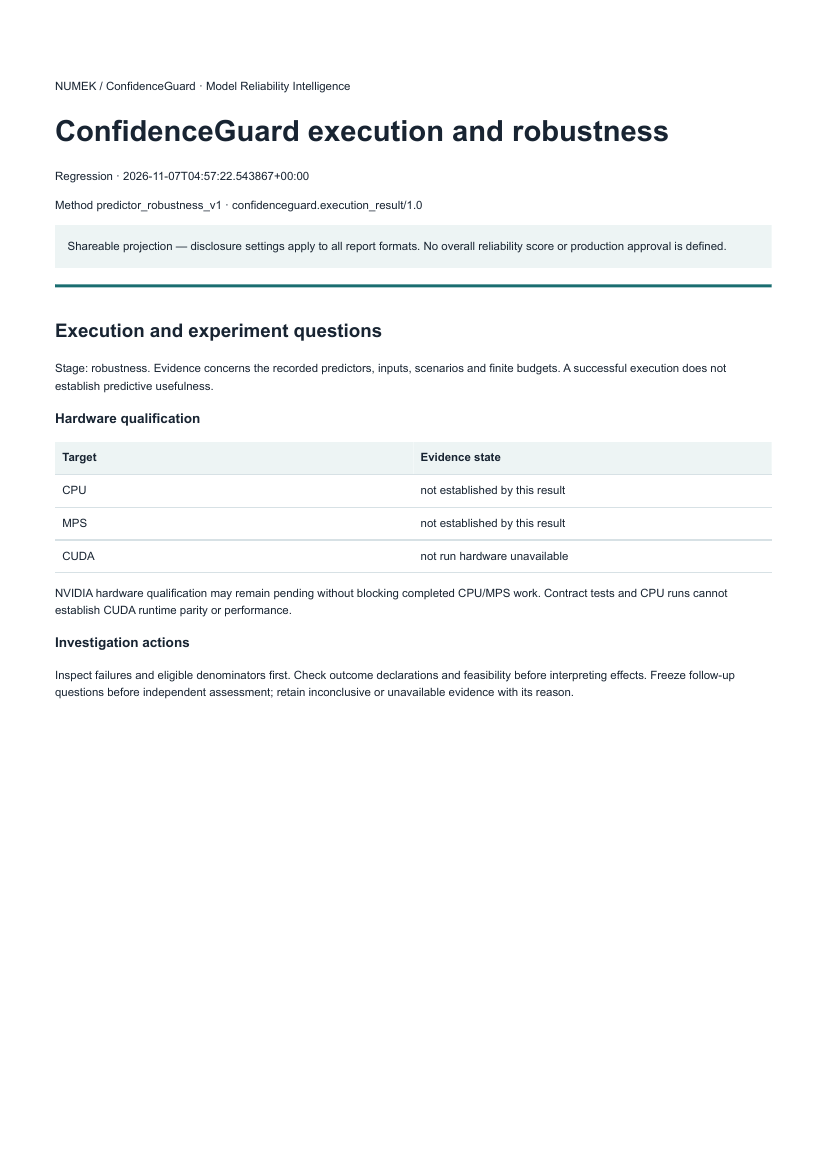 NUMEK / ConfidenceGuard · Model Reliability Intelligence
ConfidenceGuard execution and robustness
Regression · 2026-11-07T04:57:22.543867+00:00
Method predictor_robustness_v1 · confidenceguard.execution_result/1.0
Shareable projection — disclosure settings apply to all report formats. No overall reliability score or production approval is defined.
Execution and experiment questions
Stage: robustness. Evidence concerns the recorded predictors, inputs, scenarios and finite budgets. A successful execution does not
establish predictive usefulness.
Hardware qualification
Target Evidence state
CPU not established by this result
MPS not established by this result
CUDA not run hardware unavailable
NVIDIA hardware qualification may remain pending without blocking completed CPU/MPS work. Contract tests and CPU runs cannot
establish CUDA runtime parity or performance.
Investigation actions
Inspect failures and eligible denominators first. Check outcome declarations and feasibility before interpreting effects. Freeze follow-up
questions before independent assessment; retain inconclusive or unavailable evidence with its reason.